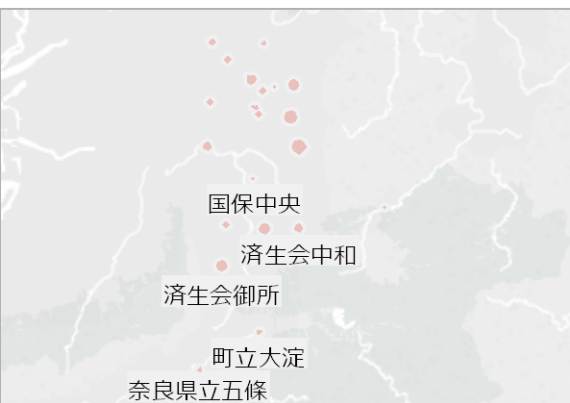 国保中央
済生会中和
済生会御所
町立大淀
奈良県立五條